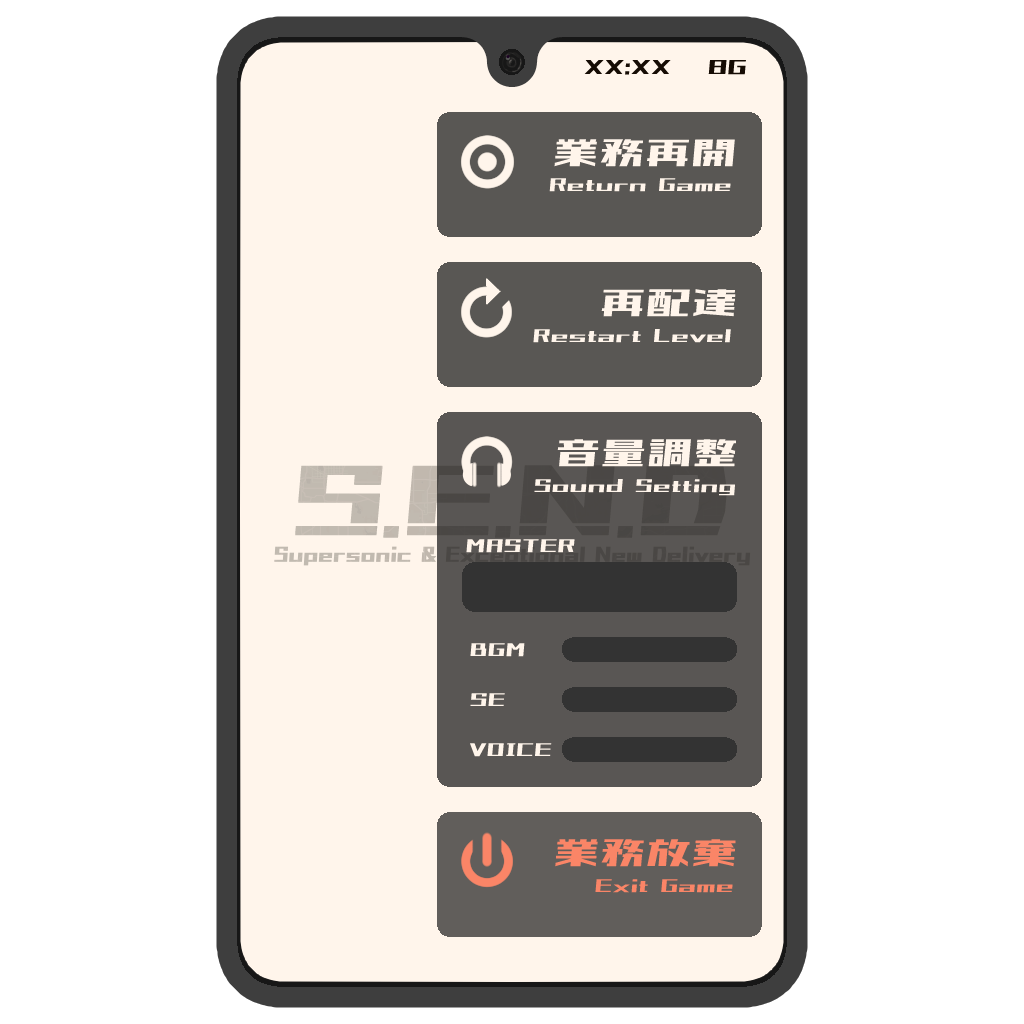 XX:XX 8G
業務再開
Return Game
再配達
Restart Level
音量調整
Sound Setting
S.E.N.D
Supersonic & Exceptional New Delivery
MASTER
BGM
SE
VOICE
業務放棄
Exit Game